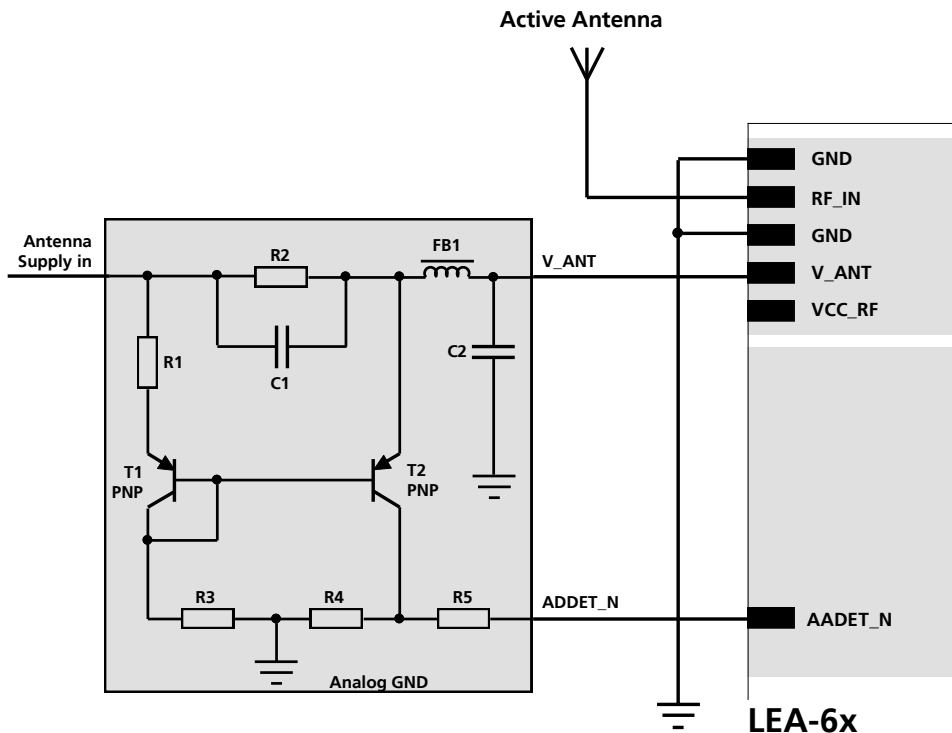 Active Antenna
GND
RF_IN
GND
V_ANT
VCC_RF
Antenna
Supply in
R2
FB1
V_ANT
R1
C1
C2
T1
PNP
T2
PNP
R3
R4
R5
ADDET_N
AADET_N
Analog GND
LEA-6x